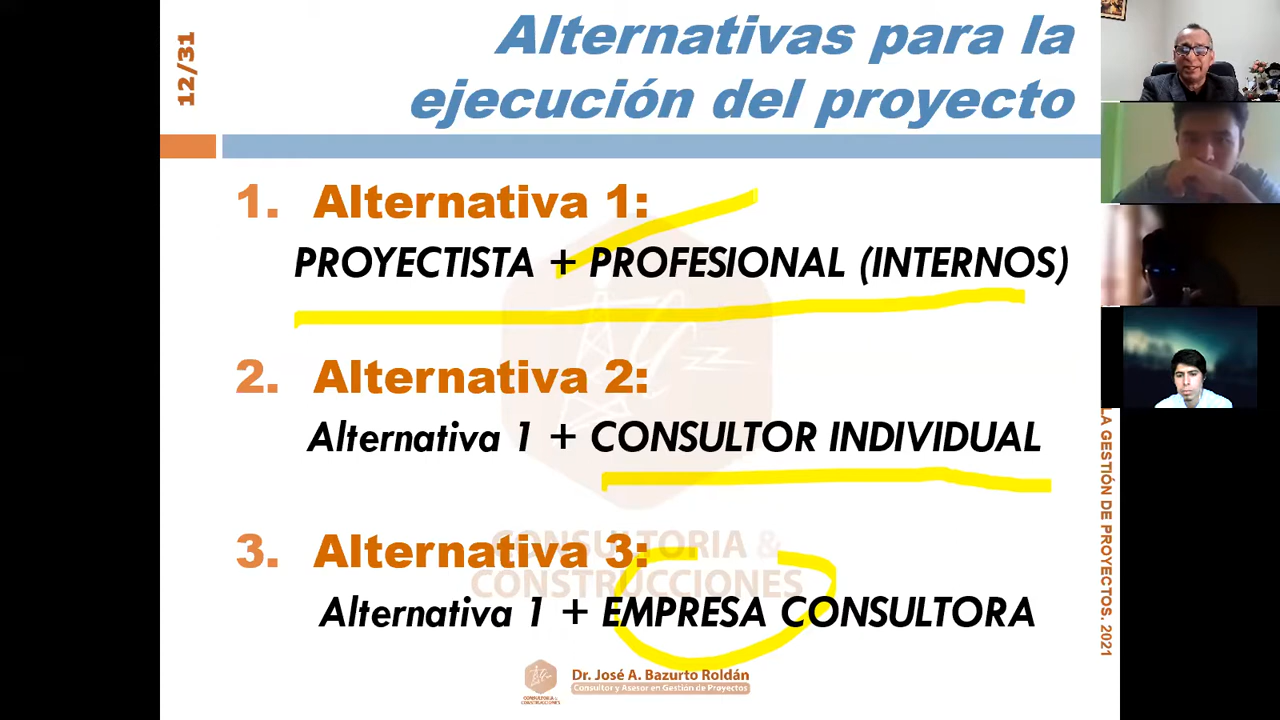 12/31
Alternativas para la
ejecución del proyecto
1. Alternativa 1:
PROYECTISTA + PROFESIONAL (INTERNOS)
2. Alternativa 2:
Alternativa 1 + CONSULTOR INDIVIDUAL
3. Alternativa 3:
Alternativa 1 + EMPRESA CONSULTORA
CONSULTORIA &
CONSTRUCCIONES
LA GESTIÓN DE PROYECTOS. 2021
CONSULTORIA &
CONSTRUCCIONES
Dr. José A. Bazurto Roldán
Consultor y Asesor en Gestión de Proyectos